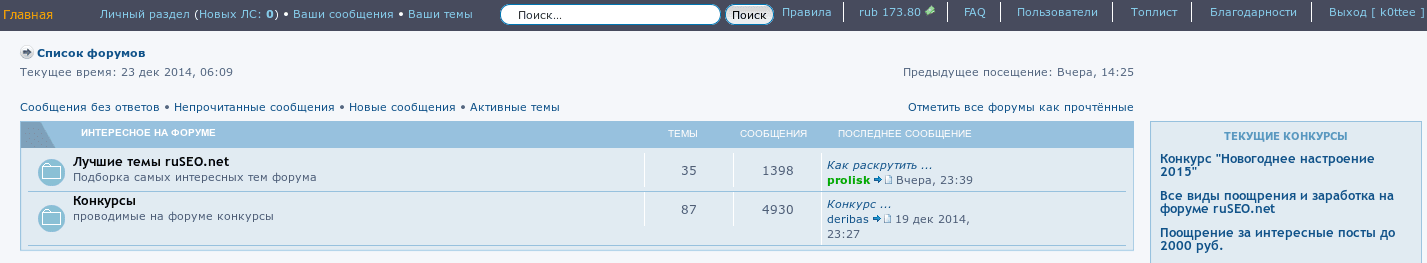 Главная Личный раздел (Новых ЛС: 0) • Ваши сообщения • Ваши темы Поиск... Поиск Правила rub 173.80 FAQ Пользователи Топлист Благодарности Выход [ k0ttee ]
Список форумов
Текущее время: 23 дек 2014, 06:09 Предыдущее посещение: Вчера, 14:25
Сообщения без ответов • Непрочитанные сообщения • Новые сообщения • Активные темы Отметить все форумы как прочтённые
ИНТЕРЕСНОЕ НА ФОРУМЕ ТЕМЫ СООБЩЕНИЯ ПОСЛЕДНЕЕ СООБЩЕНИЕ
Лучшие темы ruSEO.net
Подборка самых интересных тем форума
35 1398
Как раскрутить ...
prolisk Вчера, 23:39
Конкурсы
проводимые на форуме конкурсы
87 4930
Конкурс ...
deribas 19 дек 2014,
23:27
ТЕКУЩИЕ КОНКУРСЫ
Конкурс "Новогоднее настроение
2015"
Все виды поощрения и заработка на
форуме ruSEO.net
Поощрение за интересные посты до
2000 руб.